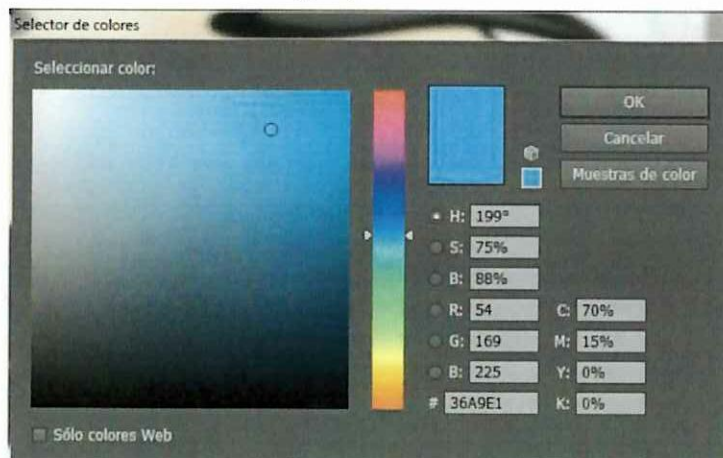 Selector de colores
Seleccionar color:
OK
Cancelar
Muestras de color
H: 199°
S: 75%
B: 88%
R: 54 C: 70%
G: 169 M: 15%
B: 225 Y: 0%
# 36A9E1 K: 0%
Sólo colores Web